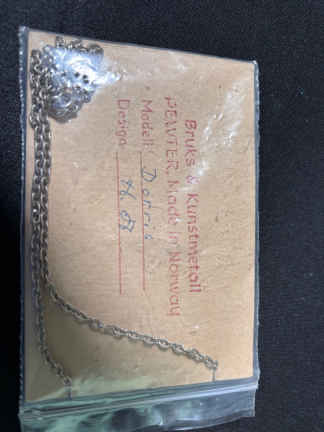 Bruks & Kunstmetall
PEWTER. Made in Norway
Modell:
Design